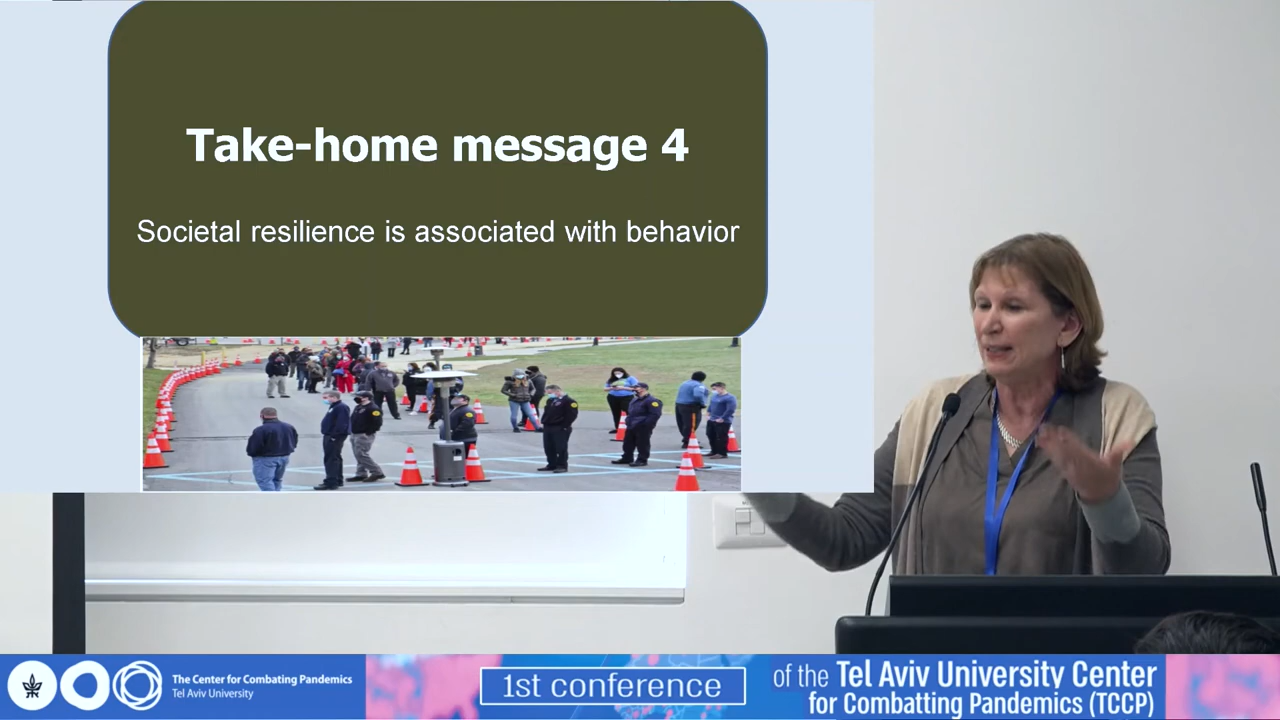 Take-home message 4
Societal resilience is associated with behavior
The Center for Combating Pandemics
Tel Aviv University
1st conference
of the Tel Aviv University Center
for Combatting Pandemics (TCCP)